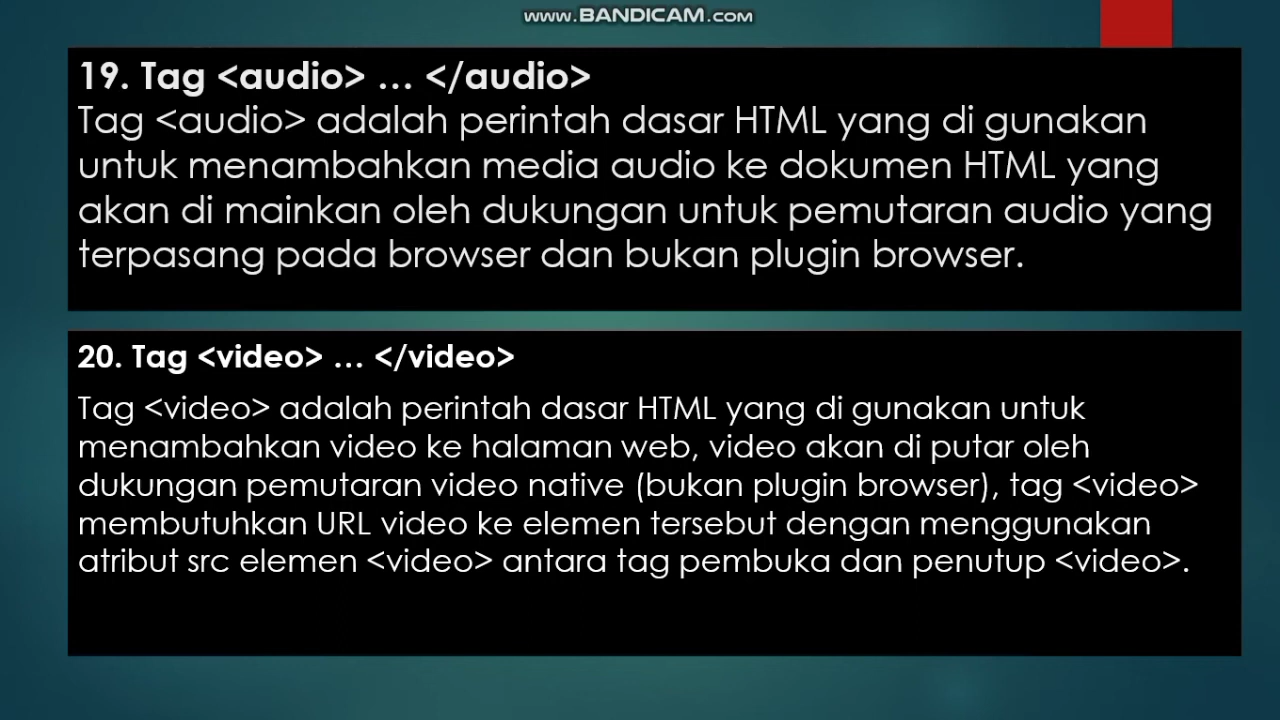 www.BANDICAM.com
19. Tag <audio> … </audio>
Tag <audio> adalah perintah dasar HTML yang di gunakan
untuk menambahkan media audio ke dokumen HTML yang
akan di mainkan oleh dukungan untuk pemutaran audio yang
terpasang pada browser dan bukan plugin browser.
20. Tag <video> … </video>
Tag <video> adalah perintah dasar HTML yang di gunakan untuk
menambahkan video ke halaman web, video akan di putar oleh
dukungan pemutaran video native (bukan plugin browser), tag <video>
membutuhkan URL video ke elemen tersebut dengan menggunakan
atribut src elemen <video> antara tag pembuka dan penutup <video>.